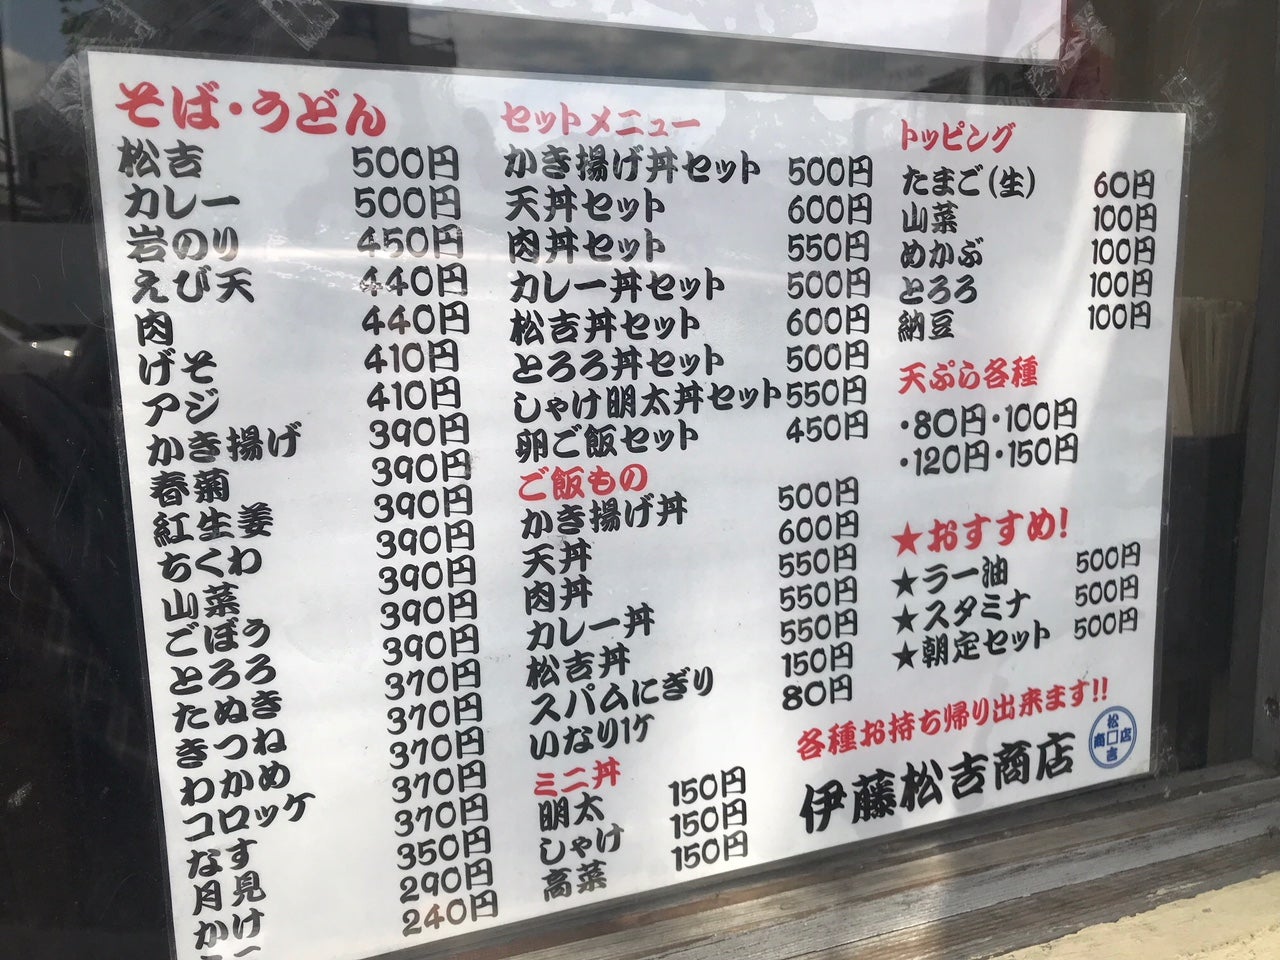 そば・うどん
松吉 500円
カレー 500円
岩のり 450円
えび天 440円
肉 440円
げそ 410円
アジ 410円
かき揚げ 390円
春菊 390円
紅生姜 390円
ちくわ 390円
山菜 390円
ごぼう 390円
とろろ 390円
たぬき 370円
きつね 370円
わかめ 370円
コロッケ 370円
なす 370円
月見 350円
かけ 290円
240円
セットメニュー
かき揚げ丼セット 500円
天丼セット 600円
肉丼セット 550円
カレー丼セット 500円
松吉丼セット 600円
とろろ丼セット 500円
しゃけ明太丼セット 550円
卵ご飯セット 450円
ご飯もの
かき揚げ丼 500円
天丼 600円
肉丼 550円
カレー丼 550円
松吉丼 550円
スパムにぎり 150円
いなり1ケ 80円
ミニ丼
明太 150円
しゃけ 150円
高菜 150円
トッピング
たまご(生) 60円
山菜 100円
めかぶ 100円
とろろ 100円
納豆 100円
天ぷら各種
・80円・100円
・120円・150円
★おすすめ!
★ラー油 500円
★スタミナ 500円
★朝定セット 500円
各種お持ち帰り出来ます!!
伊藤松吉商店
松
商口店
吉